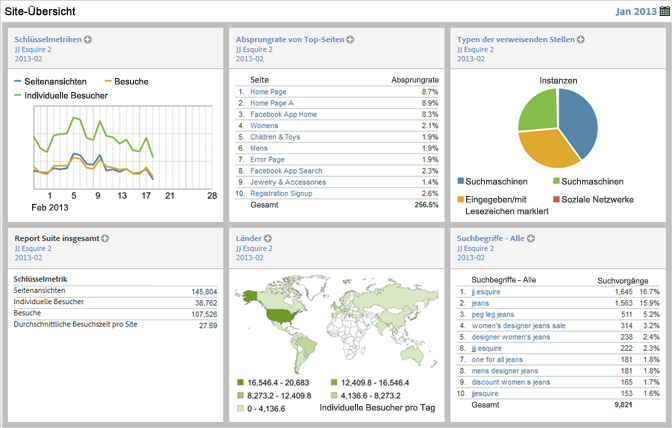 Site-Übersicht
Jan 2013
Schlüsselmetriken
JJ Esquire 2
2013-02
Seitenansichten
Besuche
Individuelle Besucher
1 5 9 13 17 21 28
Feb 2013
Absprungrate von Top-Seiten
JJ Esquire 2
2013-02
Seite Absprungrate
1. Home Page 8.7%
2. Home Page A 8.9%
3. Facebook App Home 8.3%
4. Womens 2.1%
5. Children & Toys 1.9%
6. Mens 1.9%
7. Error Page 1.9%
8. Facebook App Search 2.3%
9. Jewelry & Accessories 1.4%
10. Registration Signup 2.6%
Gesamt 256.5%
Typen der verweisenden Stellen
JJ Esquire 2
2013-02
Instanzen
Suchmaschinen
Suchmaschinen
Eingegeben/mit
Lesezeichen markiert
Soziale Netzwerke
Report Suite insgesamt
JJ Esquire 2
2013-02
Schlüsselmetrik
Seitenansichten 145,804
Individuelle Besucher 38,762
Besuche 107,526
Durchschnittliche Besuchszeit pro Site 27.69
Länder
JJ Esquire 2
2013-02
16,546.4 - 20,683
12,409.8 - 16,546.4
8,273.2 - 12,409.8
4,136.6 - 8,273.2
0 - 4,136.6
Individuelle Besucher pro Tag
Suchbegriffe - Alle
JJ Esquire 2
2013-02
Suchbegriffe - Alle Suchvorgänge
1. jj esquire 1,645 16.7%
2. jeans 1,563 15.9%
3. peg leg jeans 511 5.2%
4. women's designer jeans sale 314 3.2%
5. designer women's jeans 238 2.4%
6. jj esquire 222 2.3%
7. one for all jeans 181 1.8%
8. mens designer jeans 181 1.8%
9. discount women s jeans 165 1.7%
10. jjesquire 153 1.6%
Gesamt 9,821